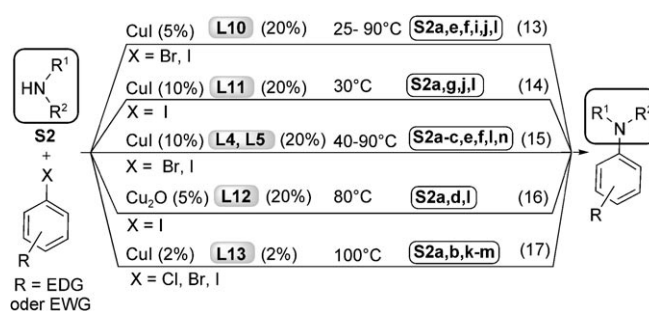 CuI (5%) L10 (20%) 25- 90°C S2a,e,f,i,j,l (13)
X = Br, I
CuI (10%) L11 (20%) 30°C S2a,g,j,l (14)
X = I
CuI (10%) L4, L5 (20%) 40-90°C S2a-c,e,f,l,n (15)
X = Br, I
Cu₂O (5%) L12 (20%) 80°C S2a,d,l (16)
X = I
CuI (2%) L13 (2%) 100°C S2a,b,k-m (17)
X = Cl, Br, I
R¹
HN
R²
S2
+
X
R
R = EDG
oder EWG
R¹ R²
N
R